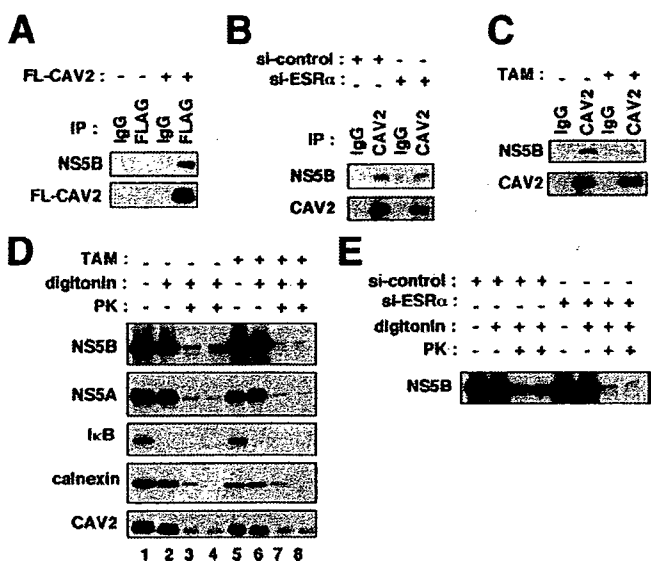 A
FL-CAV2 : - - + +
IP : IgG FLAG IgG FLAG
NS5B
FL-CAV2
B
si-control : + + - -
si-ESRα : - - + +
IP : IgG CAV2 IgG CAV2
NS5B
CAV2
C
TAM : - - + +
IgG CAV2 IgG CAV2
NS5B
CAV2
D
TAM - - - - + + + +
digitonin - + + + - + + +
PK - - + + - - + +
NS5B
NS5A
IκB
calnexin
CAV2
1 2 3 4 5 6 7 8
E
si-control : + + + + - - - -
si-ESRα : - - - - + + + +
digitonin : - + + + - + + +
PK : - - + + - - + +
NS5B